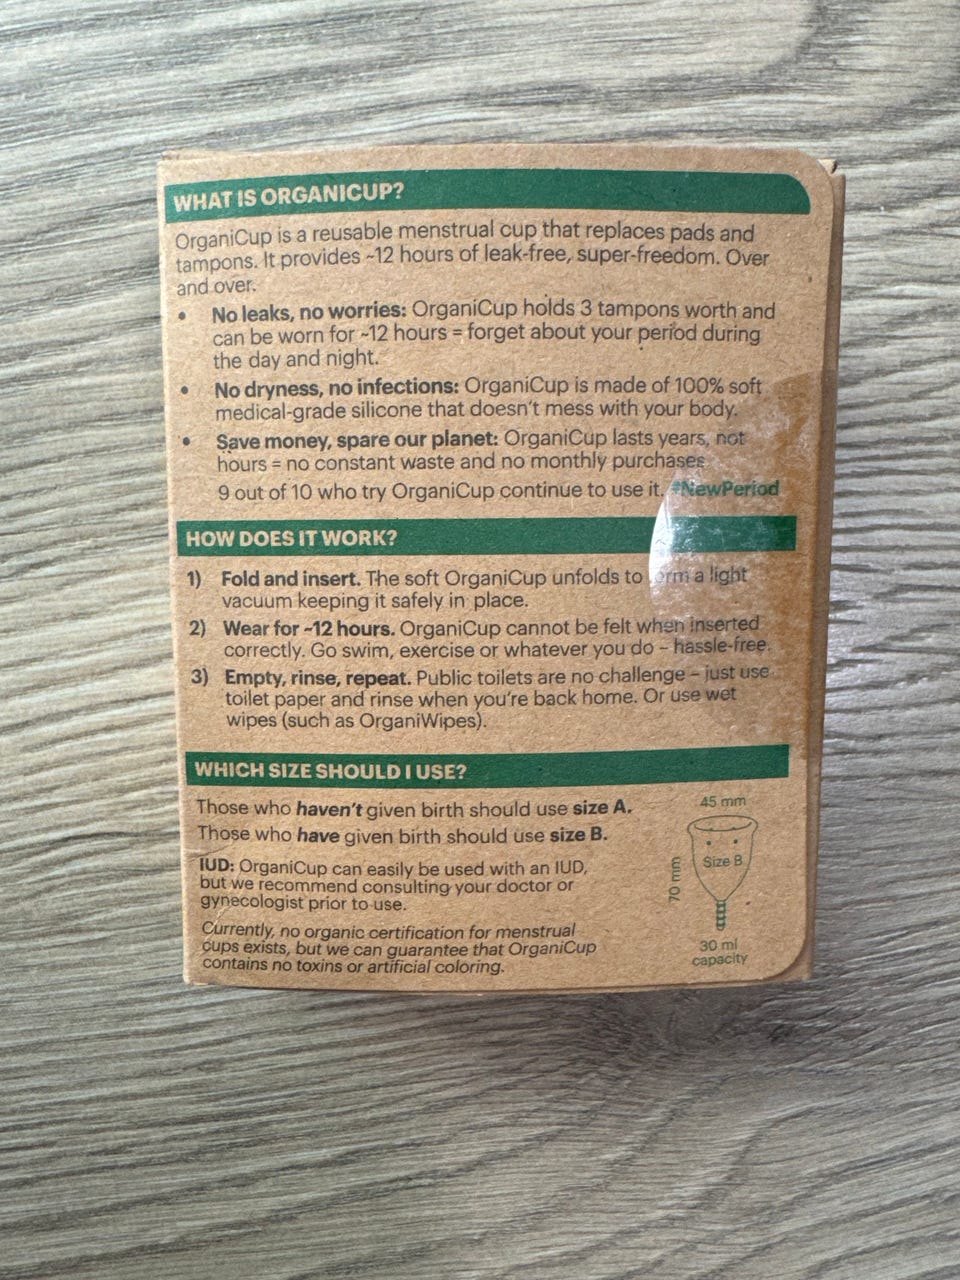 WHAT IS ORGANICUP?
OrganiCup is a reusable menstrual cup that replaces pads and
tampons. It provides ~12 hours of leak-free, super-freedom. Over
and over.
• No leaks, no worries: OrganiCup holds 3 tampons worth and
can be worn for ~12 hours = forget about your period during
the day and night.
• No dryness, no infections: OrganiCup is made of 100% soft
medical-grade silicone that doesn't mess with your body.
• Save money, spare our planet: OrganiCup lasts years, not
hours = no constant waste and no monthly purchases
9 out of 10 who try OrganiCup continue to use it. #NewPeriod
HOW DOES IT WORK?
1) Fold and insert. The soft OrganiCup unfolds to form a light
vacuum keeping it safely in place.
2) Wear for ~12 hours. OrganiCup cannot be felt when inserted
correctly. Go swim, exercise or whatever you do – hassle-free.
3) Empty, rinse, repeat. Public toilets are no challenge – just use
toilet paper and rinse when you're back home. Or use wet
wipes (such as OrganiWipes).
WHICH SIZE SHOULD I USE?
Those who haven't given birth should use size A.
Those who have given birth should use size B.
IUD: OrganiCup can easily be used with an IUD,
but we recommend consulting your doctor or
gynecologist prior to use.
Currently, no organic certification for menstrual
cups exists, but we can guarantee that OrganiCup
contains no toxins or artificial coloring.
45 mm
Size B
70 mm
30 ml
capacity